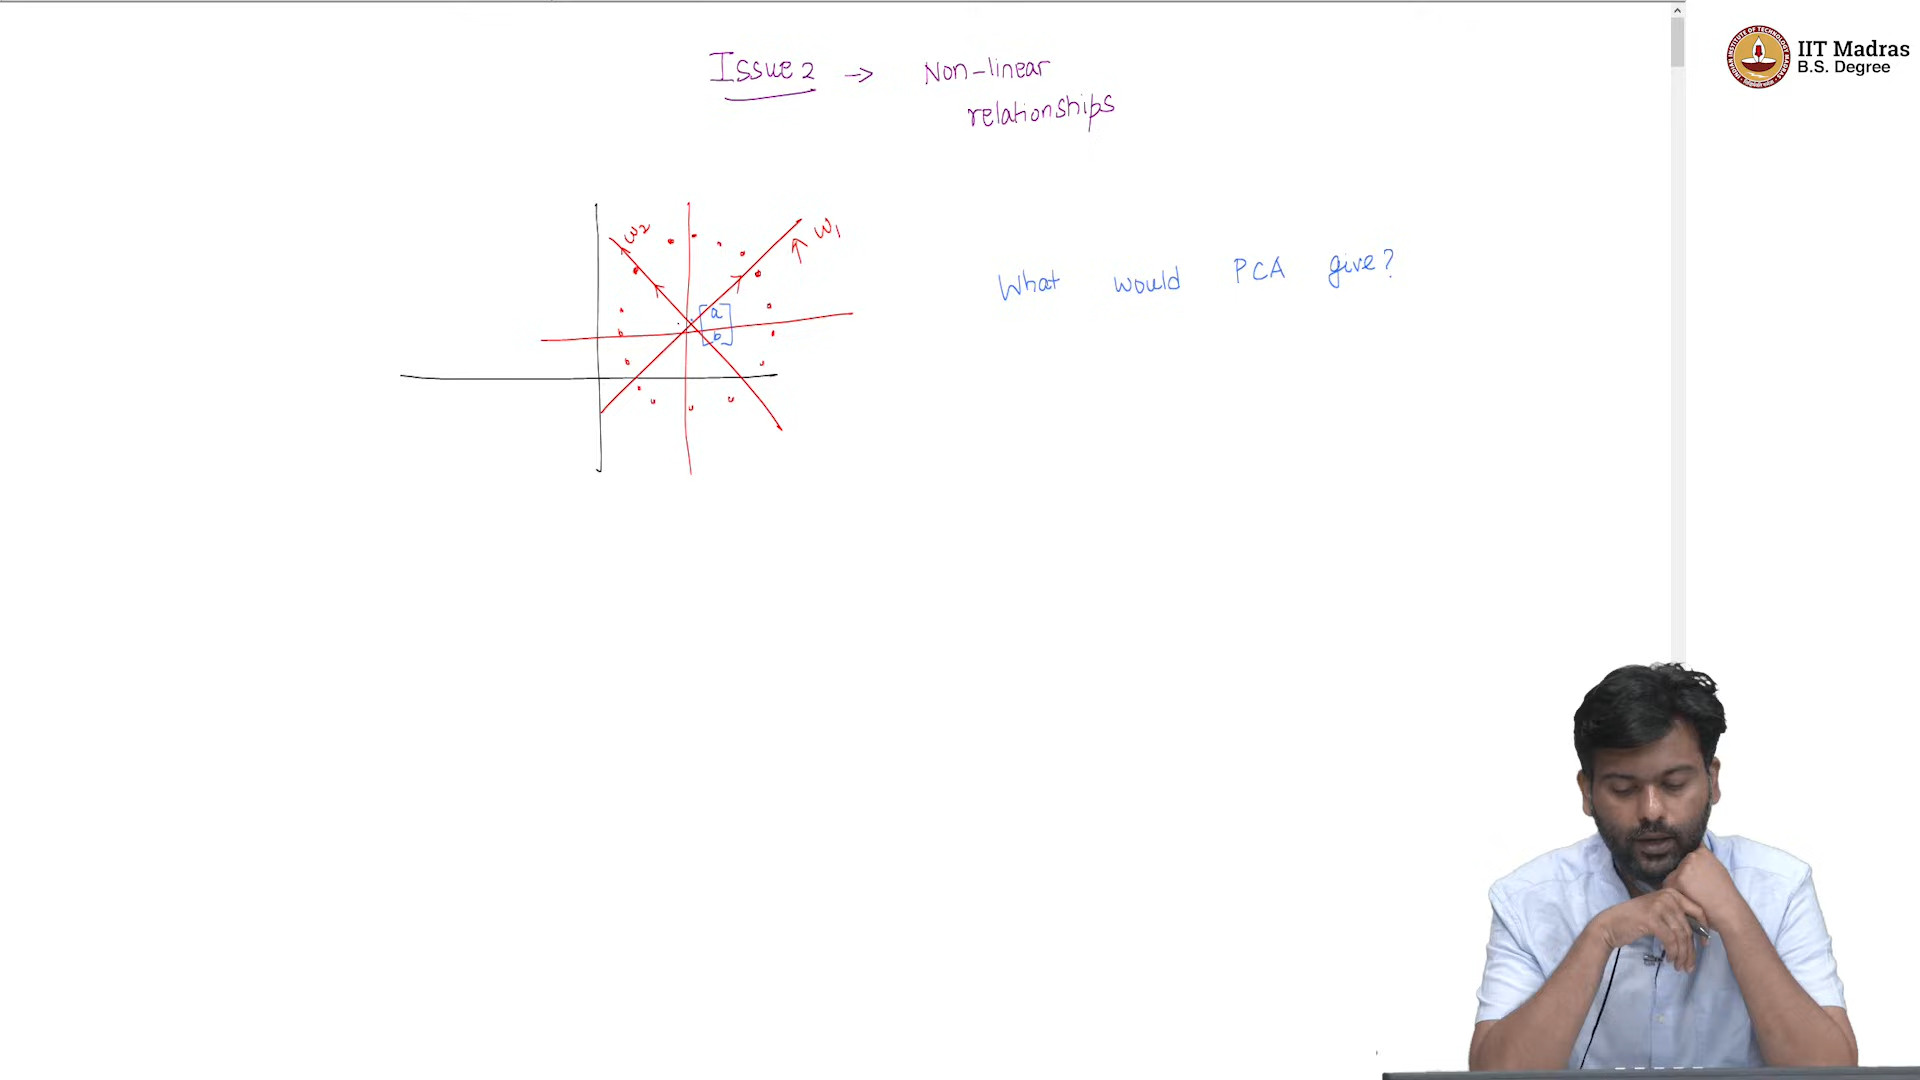 Issue 2 → Non-linear
relationships
IIT Madras
B.S. Degree
w2
w1
a
b
What would PCA give?